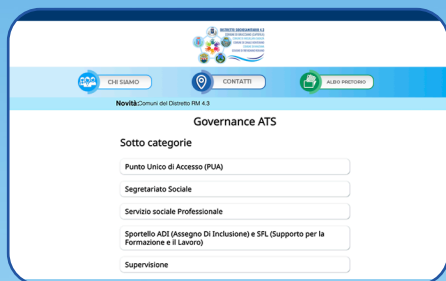 CHI SIAMO
CONTATTI
ALBO PRETORIO
Novità:Comuni del Distretto RM 4.3
Governance ATS
Sotto categorie
Punto Unico di Accesso (PUA)
Segretariato Sociale
Servizio sociale Professionale
Sportello ADI (Assegno Di Inclusione) e SFL (Supporto per la
Formazione e il Lavoro)
Supervisione